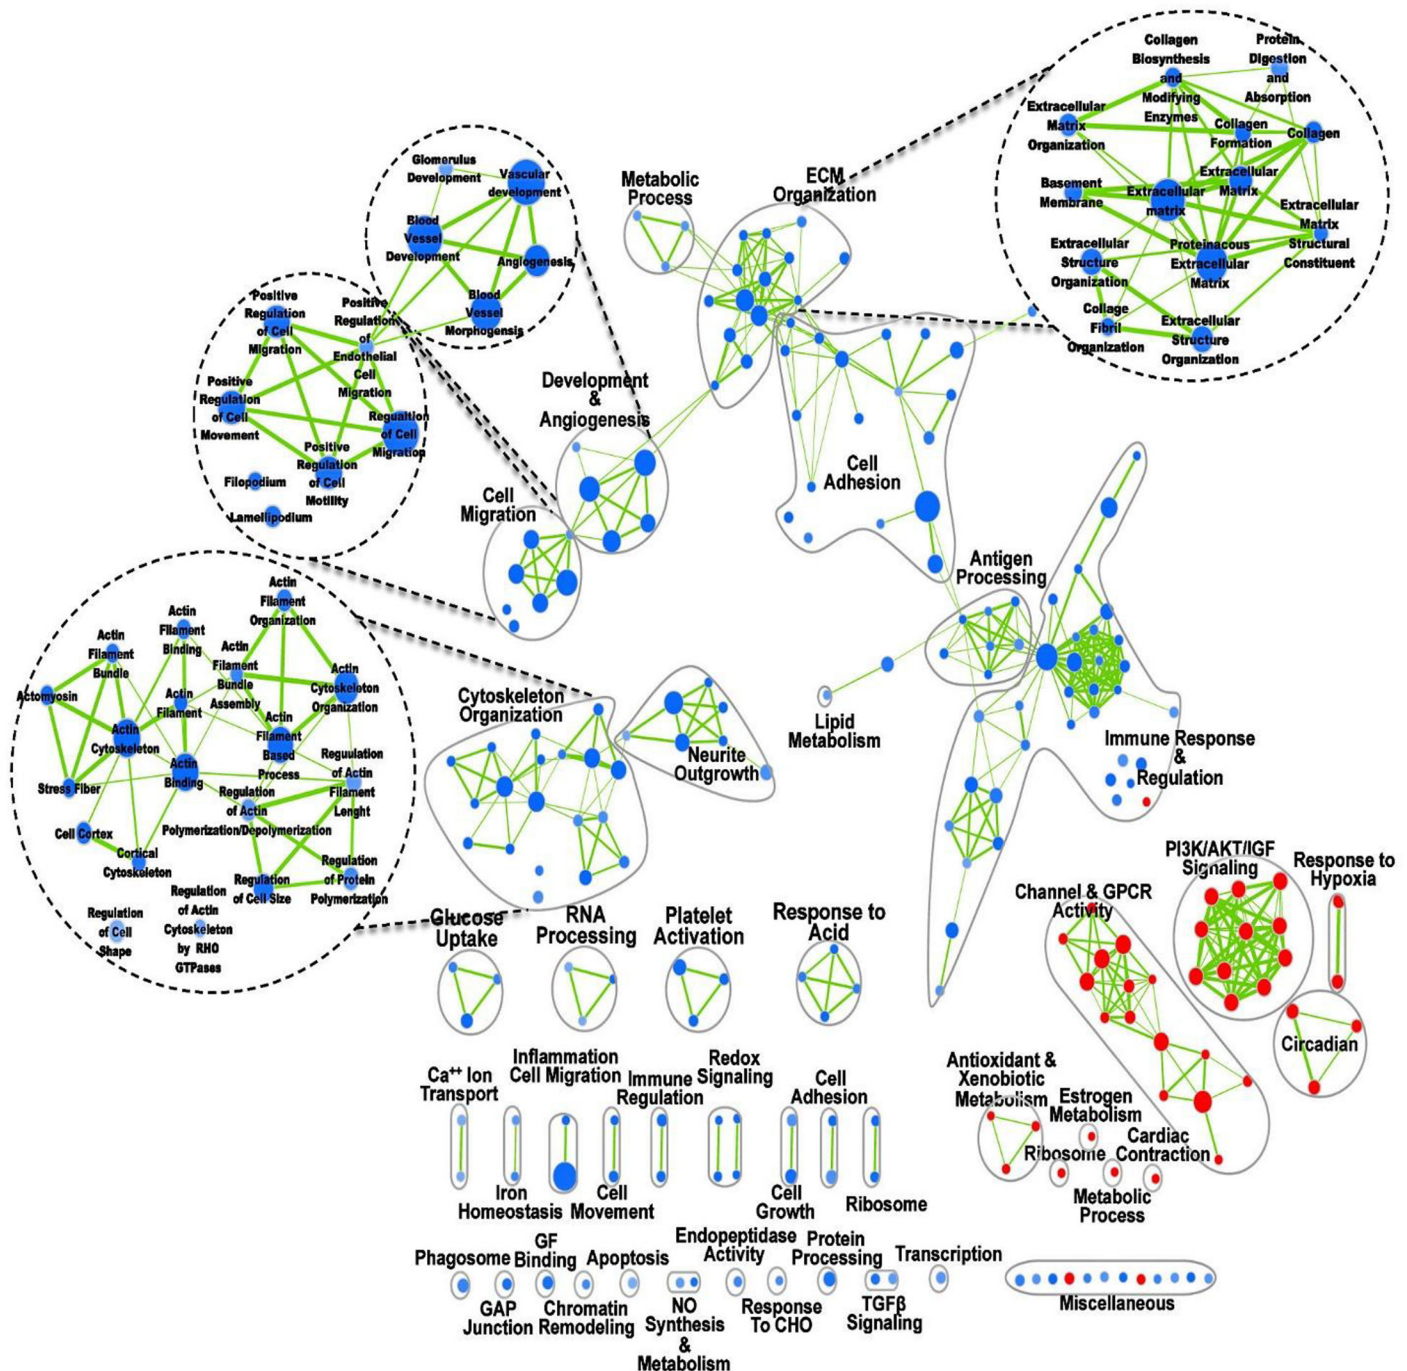 Collagen
Biosynthesis
and
Modifying
Enzymes
Protein
Digestion
and
Absorption
Extracellular
Matrix
Organization
Collagen
Formation
Collagen
Basement
Membrane
Extracellular
matrix
Extracellular
Matrix
Extracellular
Matrix
Structural
Constituent
Extracellular
Structure
Organization
Proteinacous
Extracellular
Matrix
Collage
Fibril
Organization
Extracellular
Structure
Organization
Glomerulus
Development
Vascular
development
Blood
Vessel
Development
Angiogenesis
Blood
Vessel
Morphogensis
Metabolic
Process
ECM
Organization
Positive
Regulation
of Cell
Migration
Positive
Regulation
of
Endothelial
Cell
Migration
Positive
Regulation
of Cell
Movement
Regualtion
of Cell
Migration
Positive
Regulation
of Cell
Motility
Filopodium
Lamellipodium
Development
&
Angiogenesis
Cell
Migration
Cell
Adhesion
Antigen
Processing
Actin
Filament
Organization
Actin
Filament
Binding
Actin
Filament
Bundle
Actin
Filament
Bundle
Assembly
Actin
Cytoskeleton
Organization
Actomyosin
Actin
Filament
Actin
Cytoskeleton
Actin
Filament
Based
Process
Actin
Binding
Reguulation
of Actin
Filament
Lenght
Stress Fiber
Regulation
of Actin
Polymerization/Depolymerization
Cell Cortex
Cortical
Cytoskeleton
Regulation
of Cell Size
Regulation
of Protein
Polymerization
Regulation
of Cell
Shape
Regulation
of Actin
Cytoskeleton
by RHO
GTPases
Cytoskeleton
Organization
Neurite
Outgrowth
Lipid
Metabolism
Immune Response
&
Regulation
Glucose
Uptake
RNA
Processing
Platelet
Activation
Response to
Acid
Channel & GPCR
Activity
PI3K/AKT/IGF
Signaling
Response to
Hypoxia
Circadian
Antioxidant &
Xenobiotic
Metabolism
Estrogen
Metabolism
Ribosome
Cardiac
Contraction
Metabolic
Process
Ca++ Ion
Transport
Inflammation
Cell Migration
Immune
Regulation
Redox
Signaling
Cell
Adhesion
Iron
Homeostasis
Cell
Movement
Cell
Growth
Ribosome
Phagosome
GF
Binding
Apoptosis
Endopeptidase
Activity
Protein
Processing
Transcription
GAP
Junction
Chromatin
Remodeling
NO
Synthesis
&
Metabolism
Response
To CHO
TGFβ
Signaling
Miscellaneous